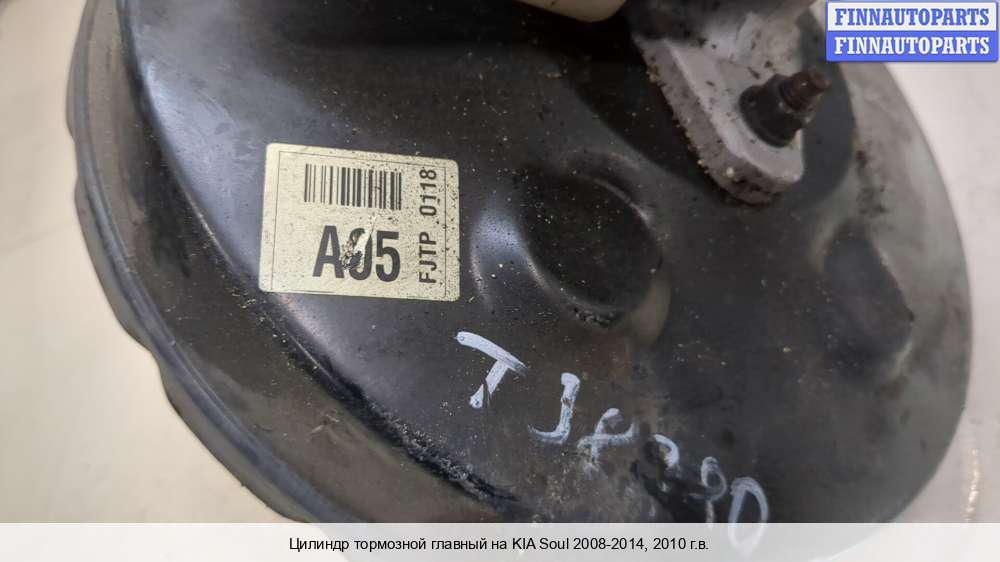 FINNAUTOPARTS
FINNAUTOPARTS
A05
FJTP .0118
Цилиндр тормозной главный на KIA Soul 2008-2014, 2010 г.в.